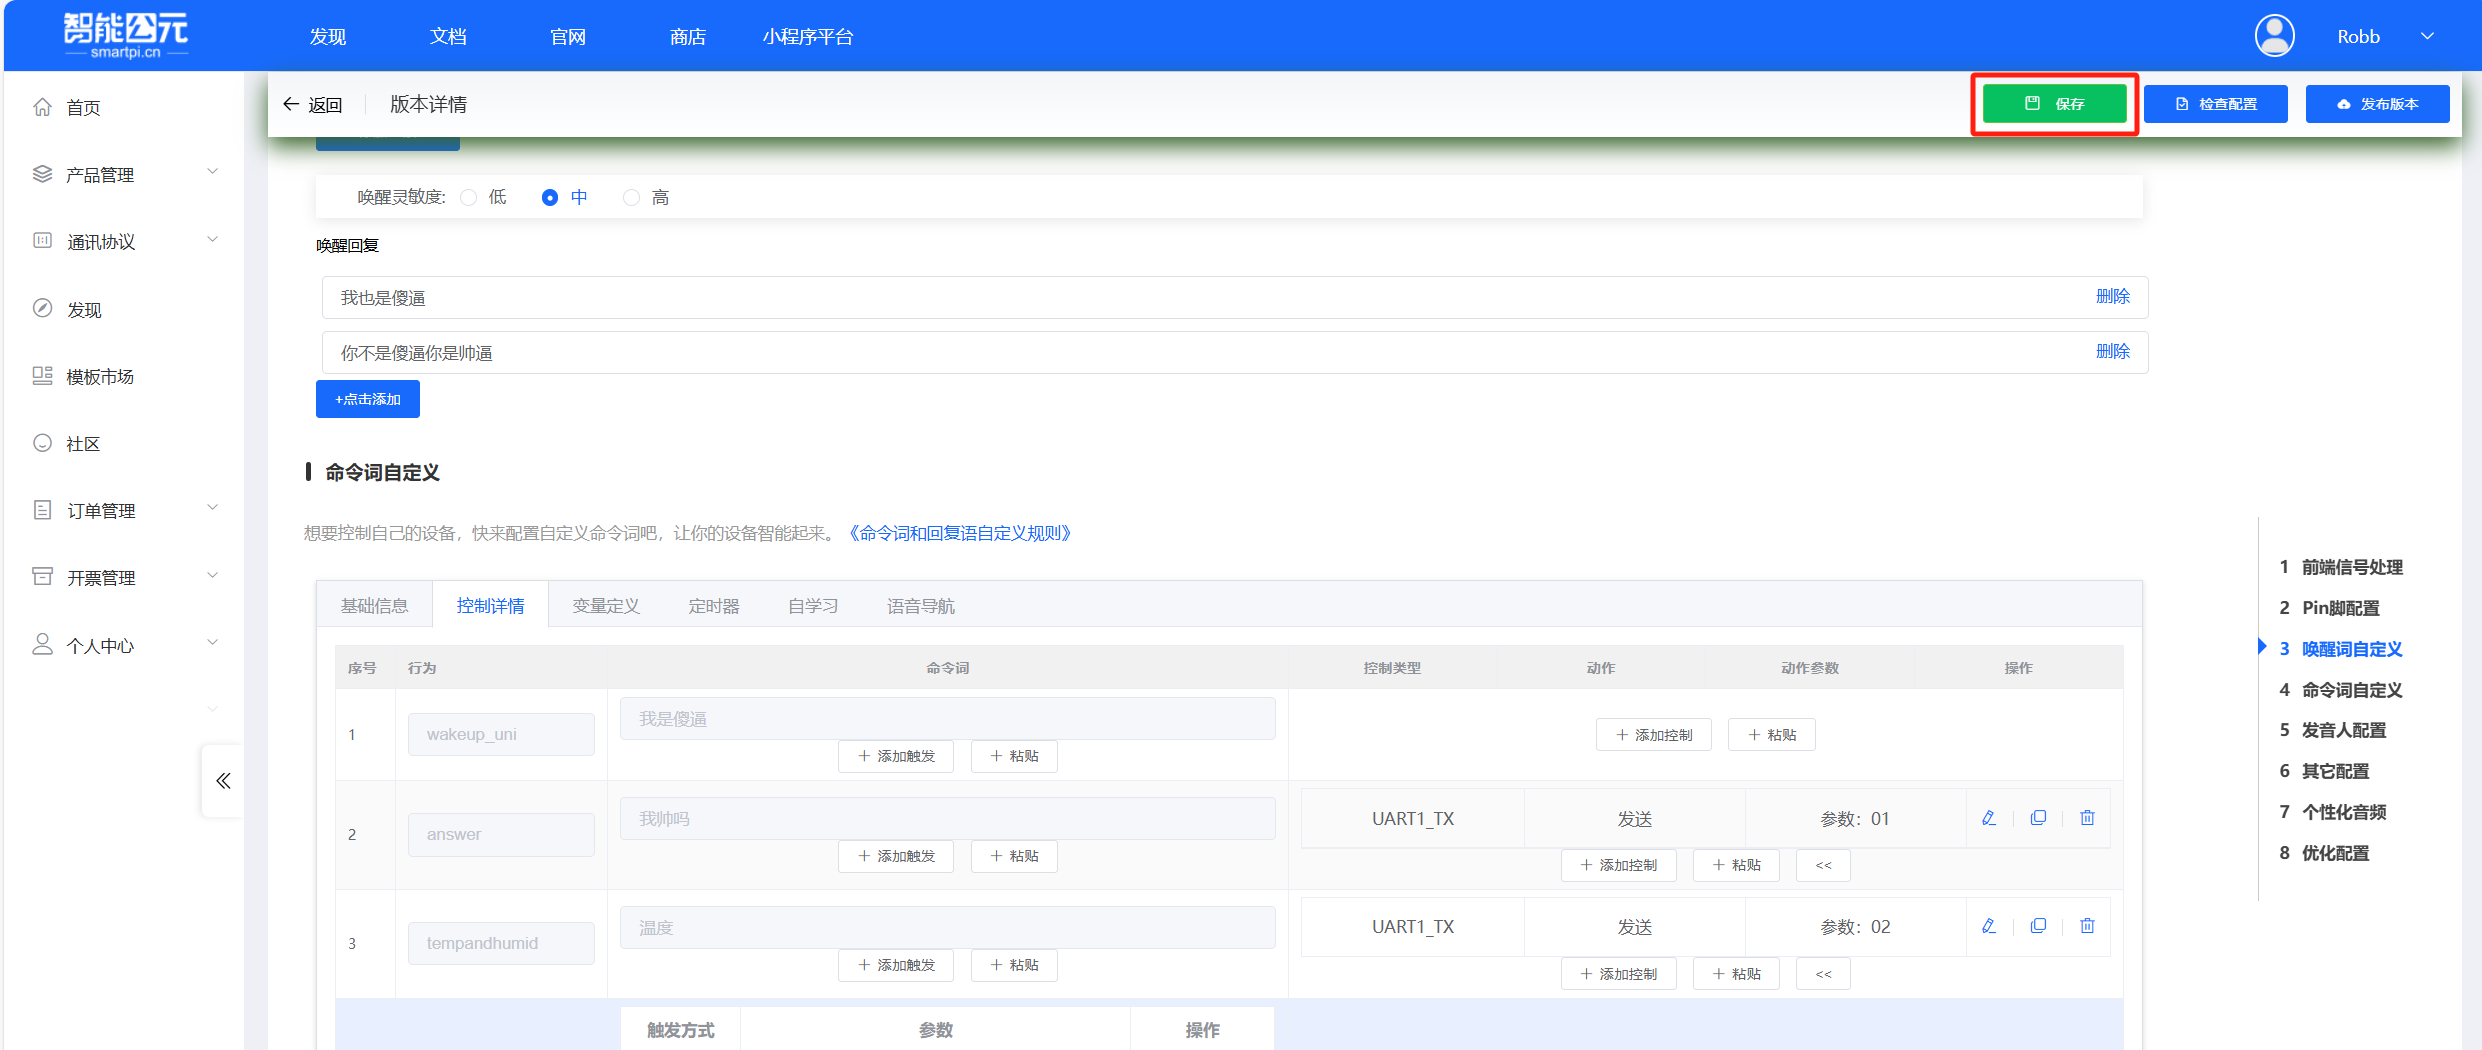 智能公元
smartpi.cn
发现
文档
官网
商店
小程序平台
Robb
首页
产品管理
通讯协议
发现
模板市场
社区
订单管理
开票管理
个人中心
返回
版本详情
保存
检查配置
发布版本
唤醒灵敏度: 低 中 高
唤醒回复
我也是傻逼 删除
你不是傻逼你是帅逼 删除
+点击添加
命令词自定义
想要控制自己的设备，快来配置自定义命令词吧，让你的设备智能起来。《命令词和回复语自定义规则》
基础信息 控制详情 变量定义 定时器 自学习 语音导航
序号 行为 命令词 控制类型 动作 动作参数 操作
1 wakeup_uni 我是傻逼
添加触发 粘贴
添加控制 粘贴
2 answer 我帅吗
添加触发 粘贴
UART1_TX 发送 参数：01
添加控制 粘贴 <<
3 tempandhumid 温度
添加触发 粘贴
UART1_TX 发送 参数：02
添加控制 粘贴 <<
触发方式 参数 操作
1 前端信号处理
2 Pin脚配置
3 唤醒词自定义
4 命令词自定义
5 发音人配置
6 其它配置
7 个性化音频
8 优化配置